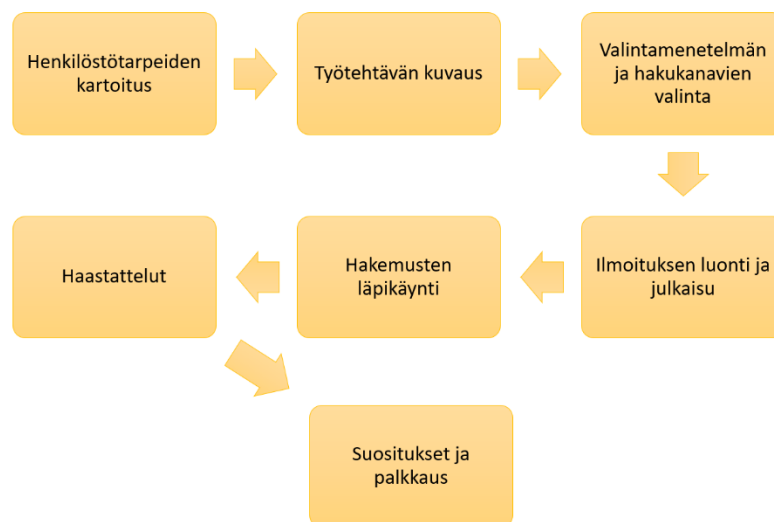 Henkilöstötarpeiden
kartoitus
Työtehtävän kuvaus
Valintamenetelmän
ja hakukanavien
valinta
Ilmoituksen luonti ja
julkaisu
Hakemusten
läpikäynti
Haastattelut
Suositukset ja
palkkaus